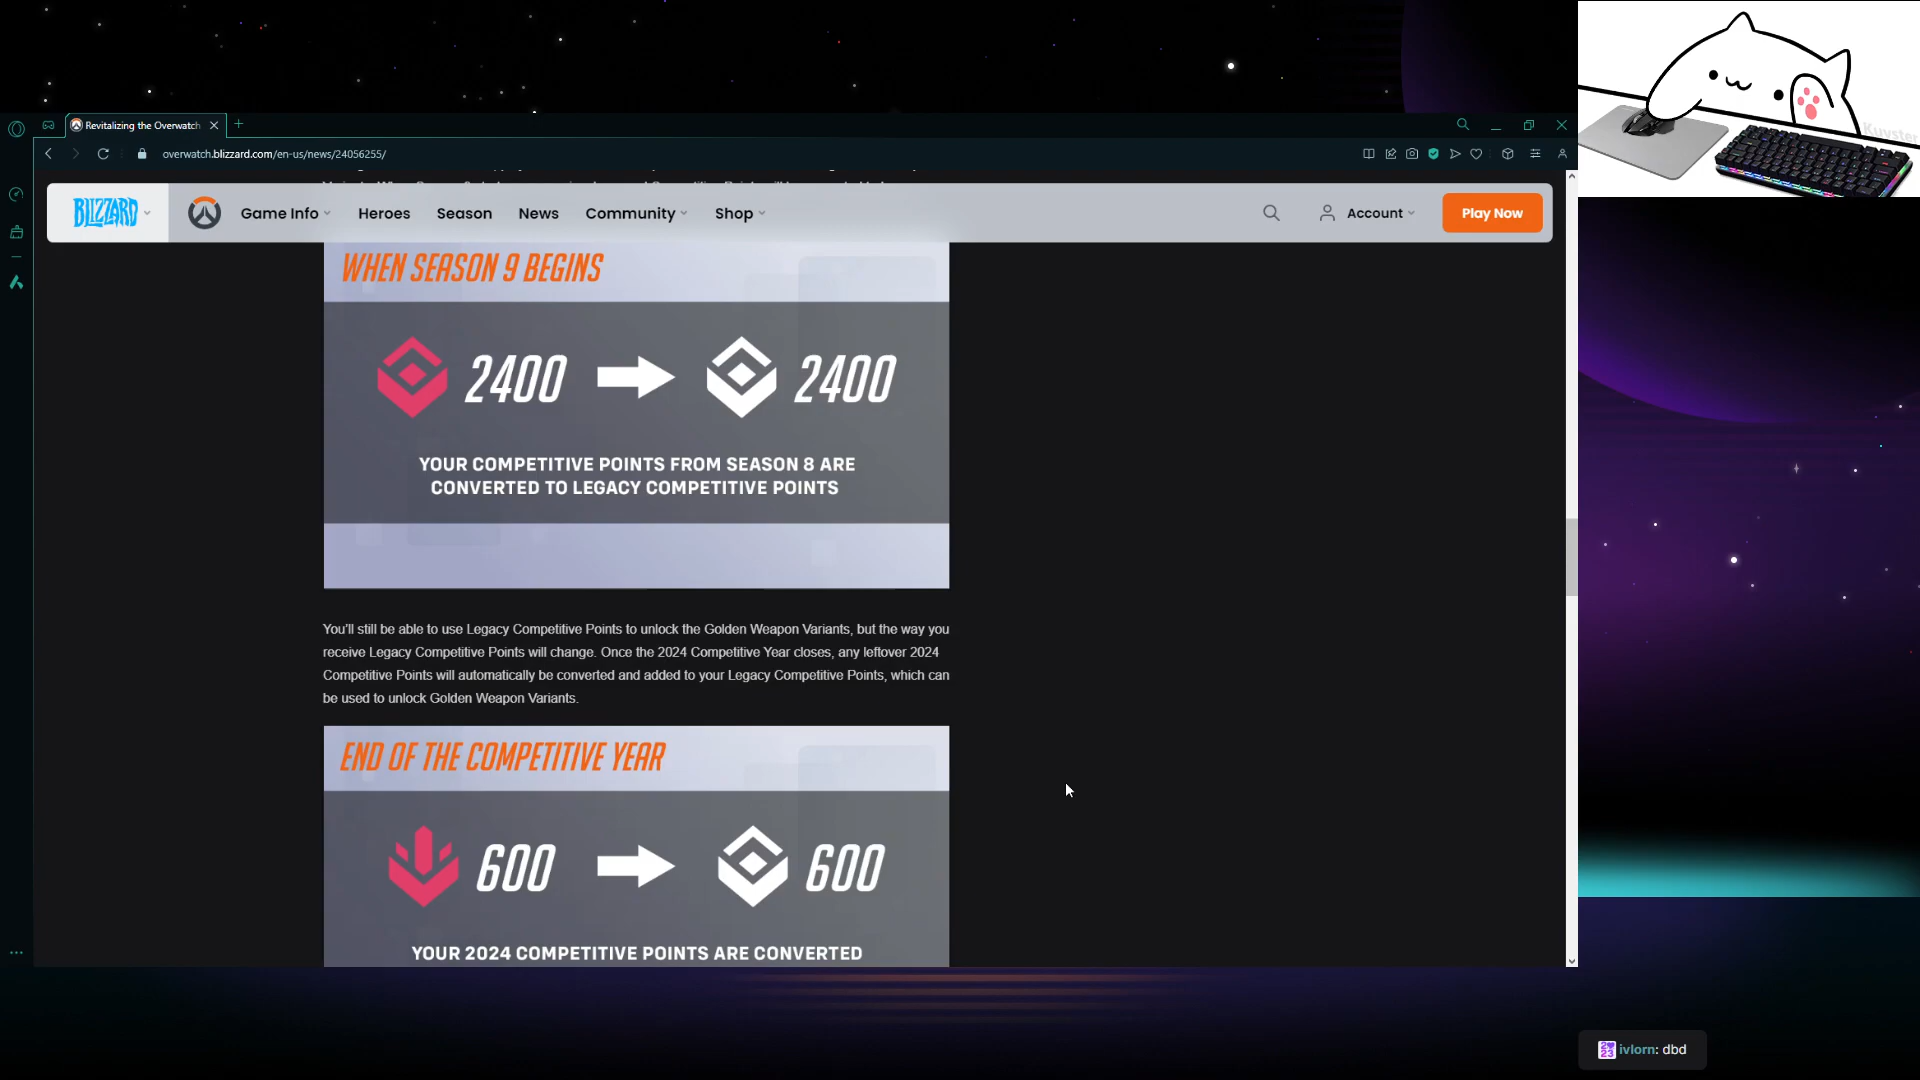 Revitalizing the Overwatch
overwatch.blizzard.com/en-us/news/24056255/
BLIZZARD
Game Info
Heroes
Season
News
Community
Shop
Account
Play Now
WHEN SEASON 9 BEGINS
2400
2400
YOUR COMPETITIVE POINTS FROM SEASON 8 ARE
CONVERTED TO LEGACY COMPETITIVE POINTS
You'll still be able to use Legacy Competitive Points to unlock the Golden Weapon Variants, but the way you
receive Legacy Competitive Points will change. Once the 2024 Competitive Year closes, any leftover 2024
Competitive Points will automatically be converted and added to your Legacy Competitive Points, which can
be used to unlock Golden Weapon Variants.
END OF THE COMPETITIVE YEAR
600
600
YOUR 2024 COMPETITIVE POINTS ARE CONVERTED
Kuvster
ivlorn: dbd